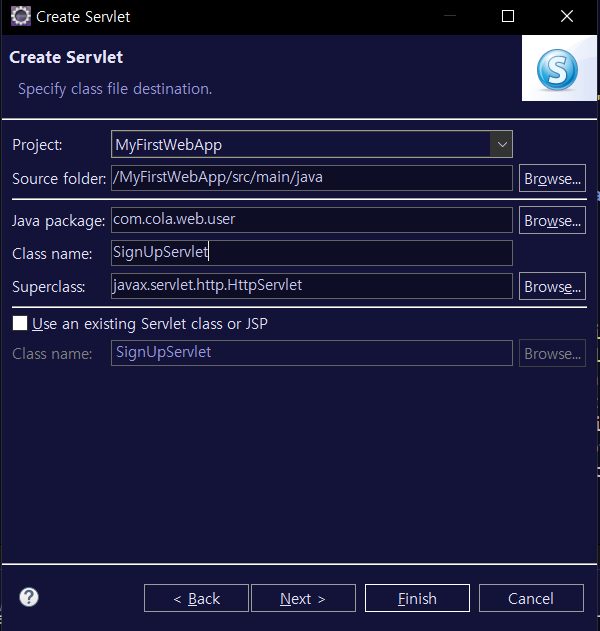 Create Servlet
Create Servlet
Specify class file destination.
S
Project: MyFirstWebApp
Source folder: /MyFirstWebApp/src/main/java Browse...
Java package: com.cola.web.user Browse...
Class name: SignUpServlet
Superclass: javax.servlet.http.HttpServlet Browse...
Use an existing Servlet class or JSP
Class name: SignUpServlet Browse...
? < Back Next > Finish Cancel